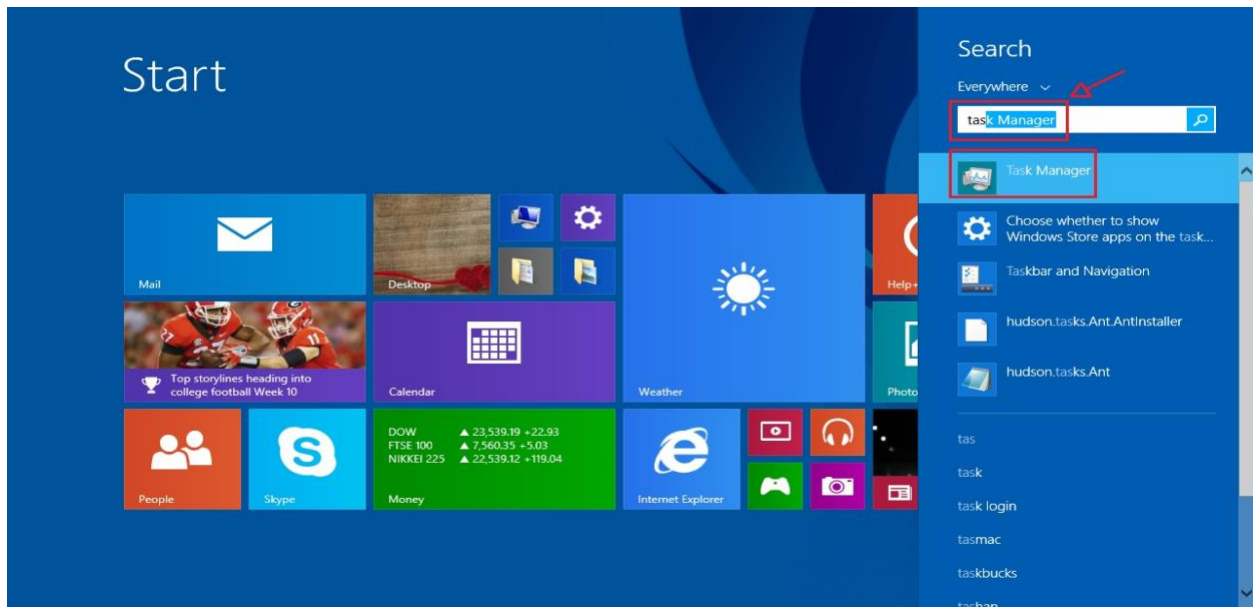 Start
Mail
Desktop
Help+
Top storylines heading into
college football Week 10
Calendar
Weather
Photo
People
Skype
DOW ▲ 23,539.19 +22.93
FTSE 100 ▲ 7,560.35 +5.03
NIKKEI 225 ▲ 22,539.12 +119.04
Money
Internet Explorer
Search
Everywhere
task Manager
Task Manager
Choose whether to show
Windows Store apps on the task...
Taskbar and Navigation
hudson.tasks.Ant.AntInstaller
hudson.tasks.Ant
tas
task
task login
tasmac
taskbucks